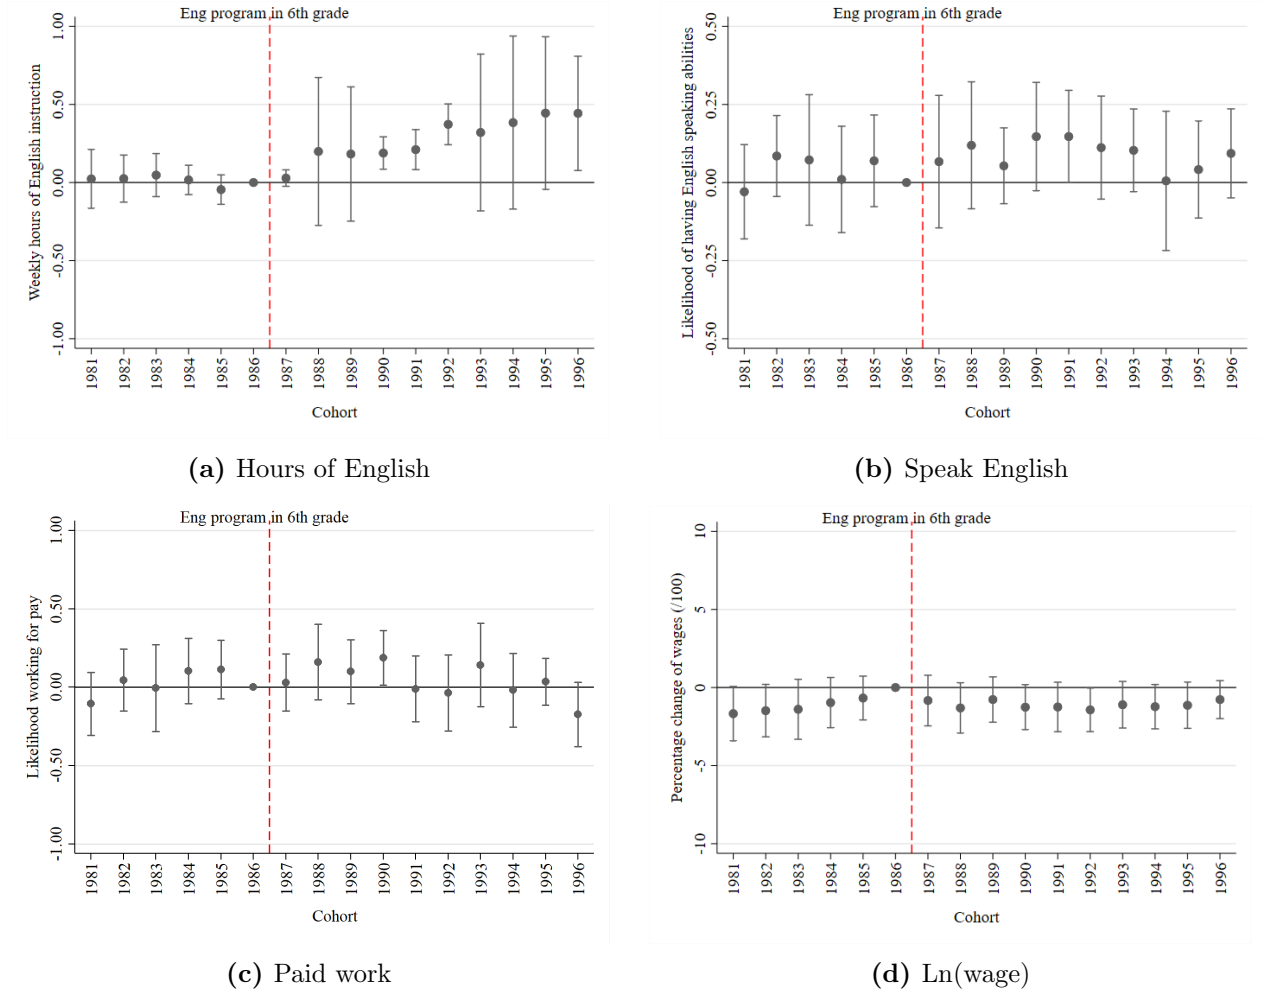 Eng program in 6th grade
Weekly hours of English instruction
1.00
0.50
0.00
-0.50
-1.00
1981 1982 1983 1984 1985 1986 1987 1988 1989 1990 1991 1992 1993 1994 1995 1996
Cohort
(a) Hours of English
Eng program in 6th grade
Likelihood of having English speaking abilities
0.50
0.25
0.00
-0.25
-0.50
1981 1982 1983 1984 1985 1986 1987 1988 1989 1990 1991 1992 1993 1994 1995 1996
Cohort
(b) Speak English
Eng program in 6th grade
Likelihood working for pay
1.00
0.50
0.00
-0.50
-1.00
1981 1982 1983 1984 1985 1986 1987 1988 1989 1990 1991 1992 1993 1994 1995 1996
Cohort
(c) Paid work
Eng program in 6th grade
Percentage change of wages (/100)
10
5
0
-5
-10
1981 1982 1983 1984 1985 1986 1987 1988 1989 1990 1991 1992 1993 1994 1995 1996
Cohort
(d) Ln(wage)